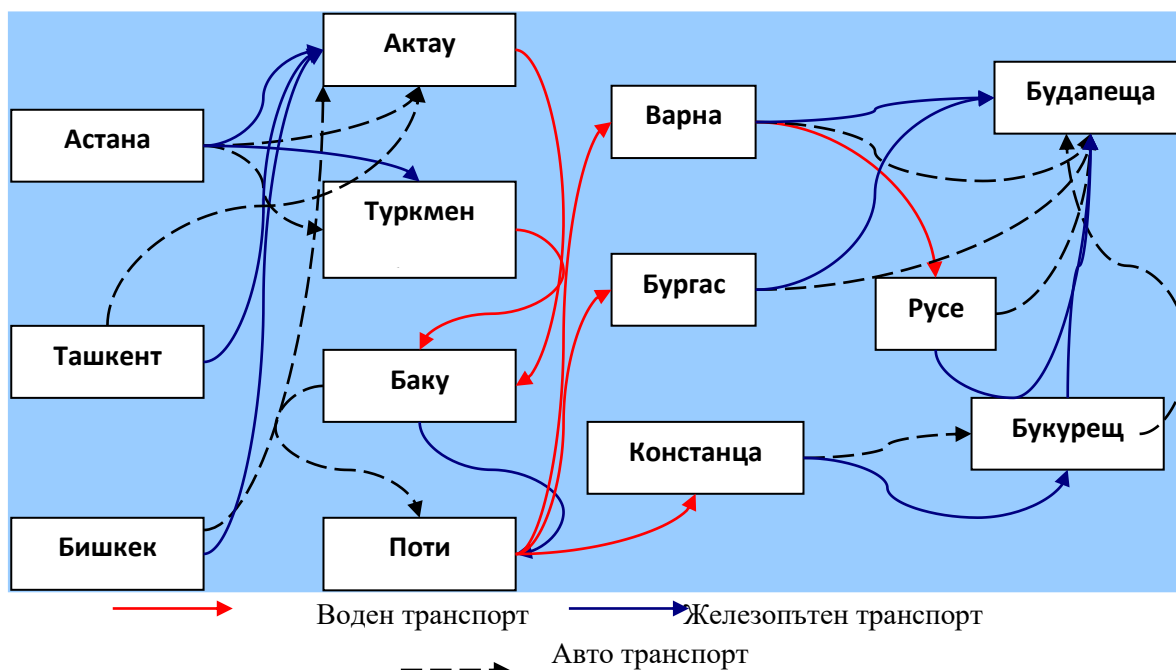 Актау
Астана
Варна
Будапеща
Туркмен
Бургас
Русе
Ташкент
Баку
Констанца
Букурещ
Бишкек
Поти
Воден транспорт
Железопътен транспорт
Авто транспорт